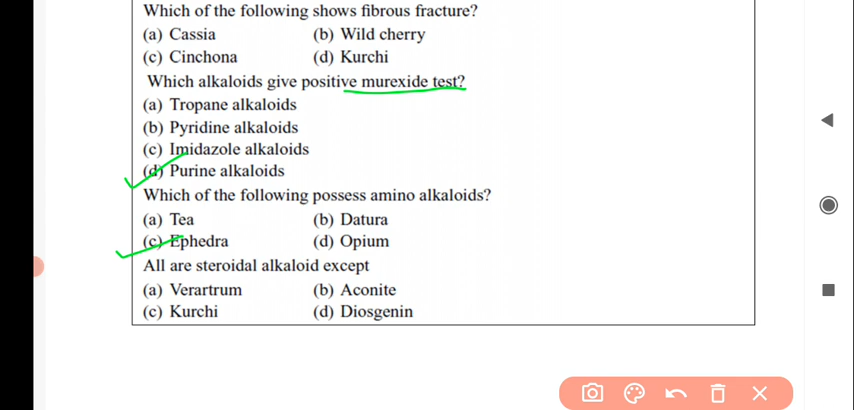 Which of the following shows fibrous fracture?
(a) Cassia (b) Wild cherry
(c) Cinchona (d) Kurchi
Which alkaloids give positive murexide test?
(a) Tropane alkaloids
(b) Pyridine alkaloids
(c) Imidazole alkaloids
(d) Purine alkaloids
Which of the following possess amino alkaloids?
(a) Tea (b) Datura
(c) Ephedra (d) Opium
All are steroidal alkaloid except
(a) Verartrum (b) Aconite
(c) Kurchi (d) Diosgenin